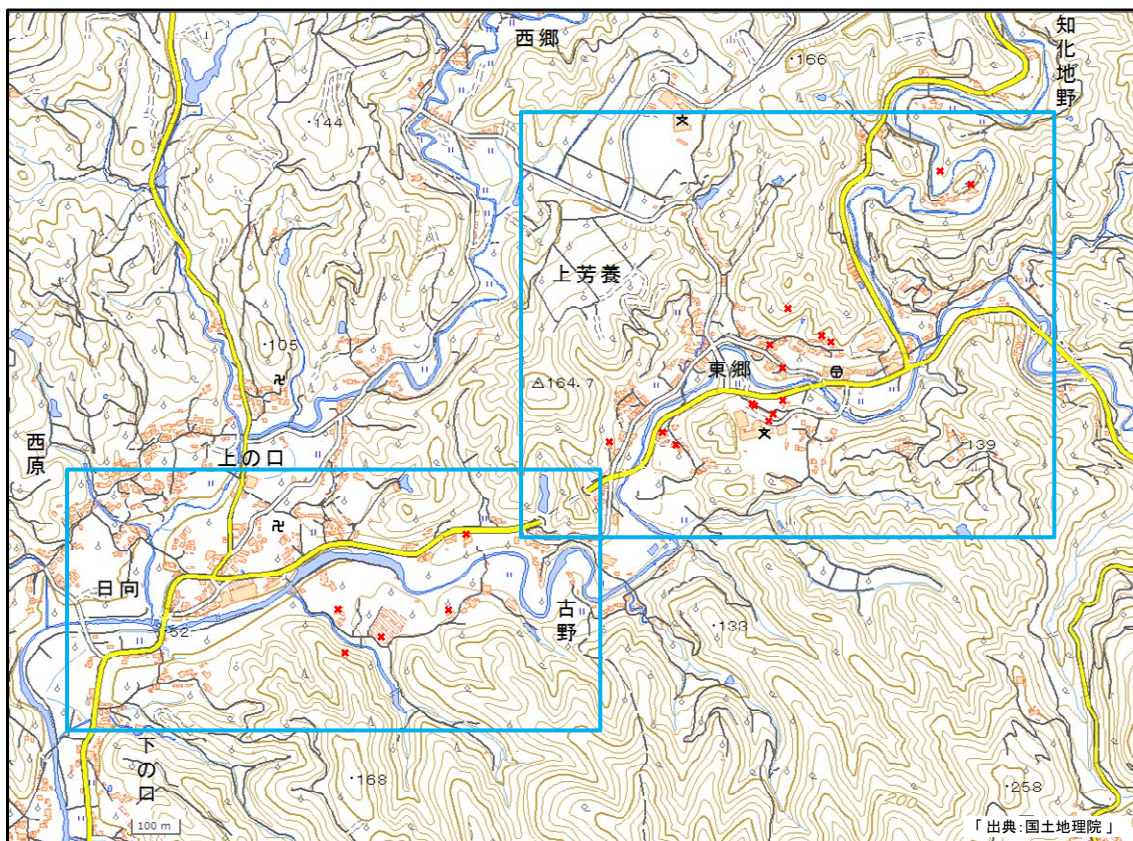 西郷
知化地野
・166
・144
上芳養
・105
東郷
△164.7
西原
上の口
・139
日向
古野
52
・133
下の口
・168
200
・258
100 m
「 出典:国土地理院 」